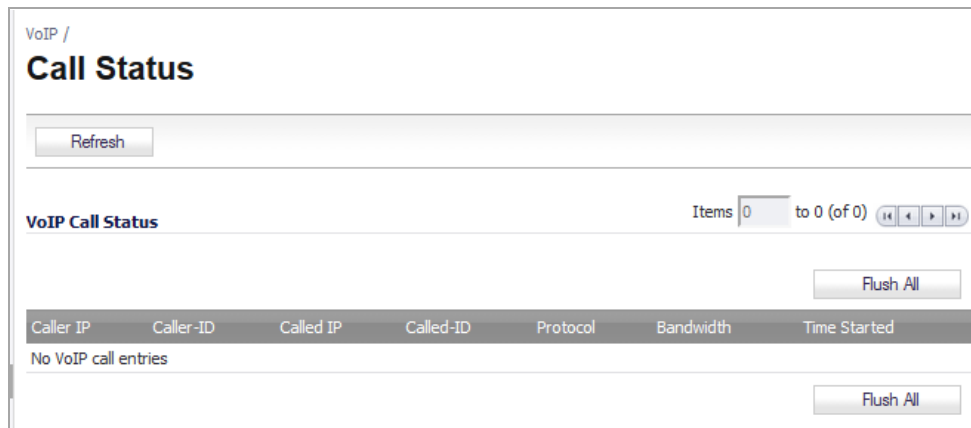 VoIP /
Call Status
Refresh
VoIP Call Status Items 0 to 0 (of 0)
Flush All
Caller IP Caller-ID Called IP Called-ID Protocol Bandwidth Time Started
No VoIP call entries
Flush All